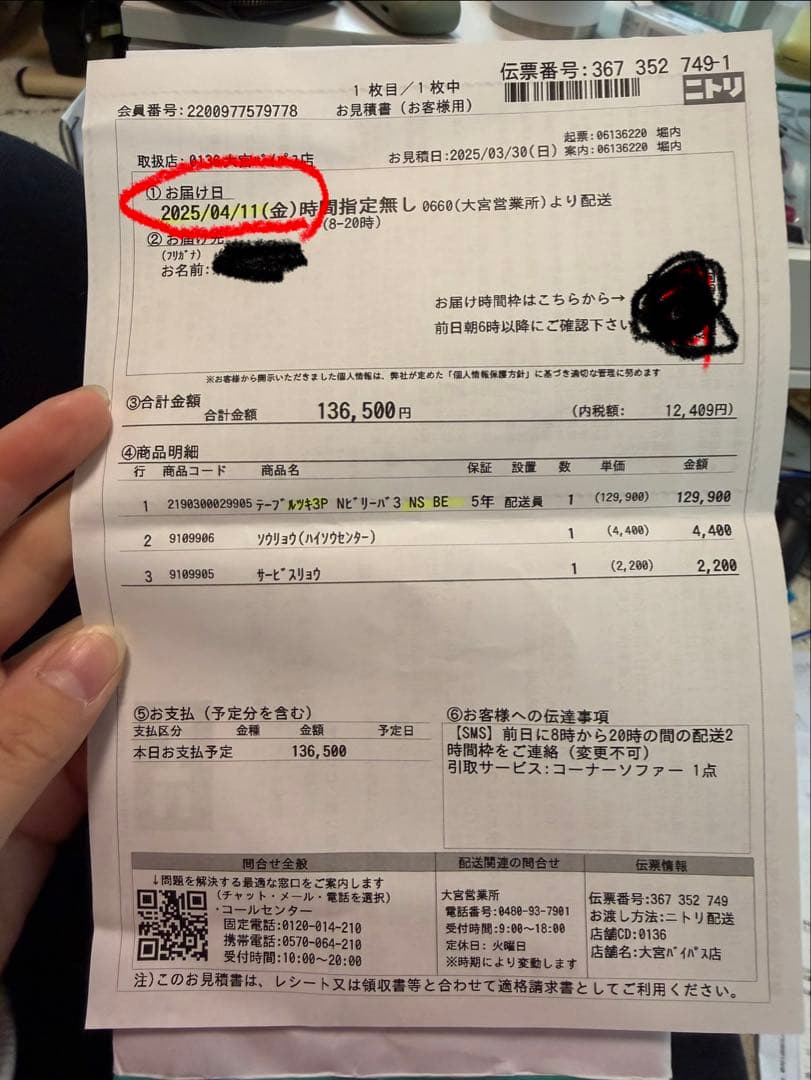 伝票番号:367 352 749-1
1 枚目/1 枚中
会員番号:2200977579778 お見積書(お客様用) ニトリ
起票:06136220 堀内
取扱店:0136 大宮バイパス店 お見積日:2025/03/30(日) 案内:06136220 堀内
①お届け日
2025/04/11(金)時間指定無し 0660(大宮営業所)より配送
(8-20時)
②お届け先
(フリガナ)
お名前:
お届け時間枠はこちらから→
前日朝6時以降にご確認下さい
※お客様から開示いただきました個人情報は、弊社が定めた「個人情報保護方針」に基づき適切な管理に努めます
③合計金額
合計金額 136,500円 (内税額: 12,409円)
④商品明細
行 商品コード 商品名 保証 設置 数 単価 金額
1 2190300029905 テーブルツキ3P Nビリーバ3 NS BE 5年 配送員 1 (129,900) 129,900
2 9109906 ソウリョウ(ハイソウセンター) 1 (4,400) 4,400
3 9109905 サービスリョウ 1 (2,200) 2,200
⑤お支払(予定分を含む)
支払区分 金種 金額 予定日
本日お支払予定 136,500
⑥お客様への伝達事項
【SMS】前日に8時から20時の間の配送2
時間枠をご連絡(変更不可)
引取サービス:コーナーソファー 1点
問合せ全般
↓問題を解決する最適な窓口をご案内します
(チャット・メール・電話を選択)
・コールセンター
固定電話:0120-014-210
携帯電話:0570-064-210
受付時間:10:00〜20:00
配送関連の問合せ
大宮営業所
電話番号:0480-93-7901
受付時間:9:00〜18:00
定休日: 火曜日
※時期により変動します
伝票情報
伝票番号:367 352 749
お渡し方法:ニトリ配送
店舗CD:0136
店舗名:大宮バイパス店
注)このお見積書は、レシート又は領収書等と合わせて適格請求書としてご利用ください。